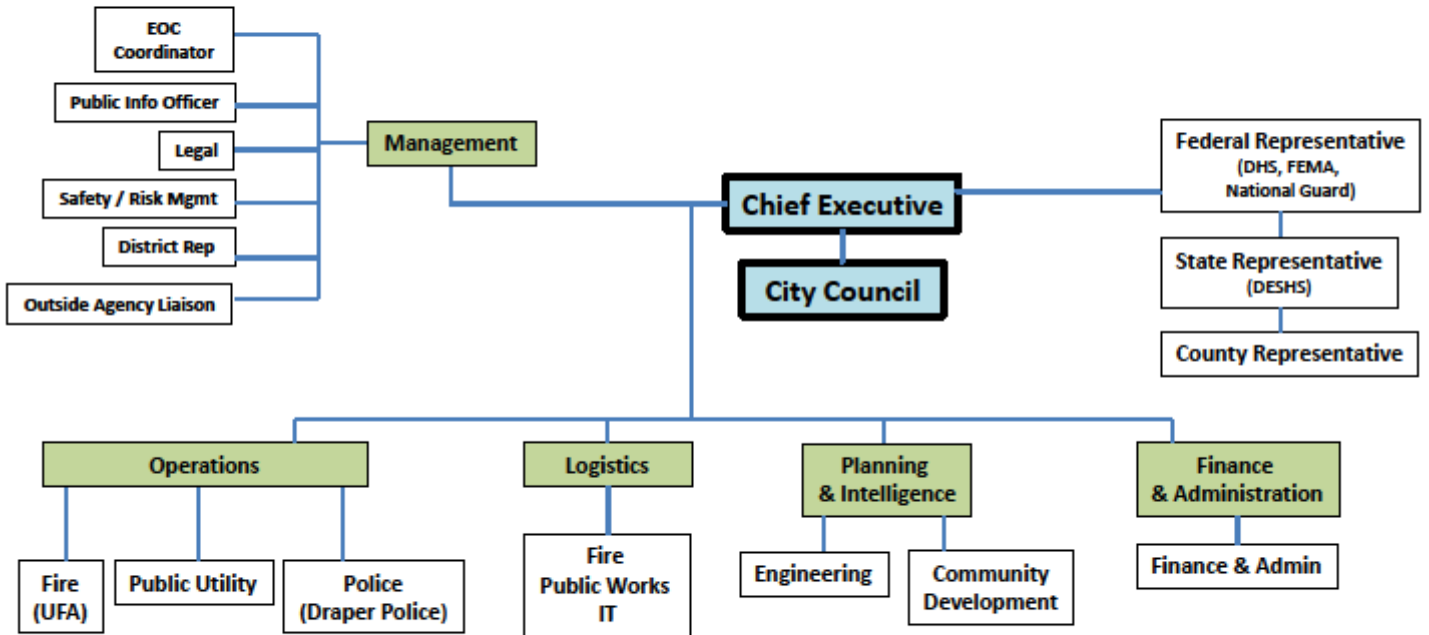 EOC
Coordinator
Public Info Officer
Legal
Safety / Risk Mgmt
District Rep
Outside Agency Liaison
Management
Chief Executive
City Council
Federal Representative
(DHS, FEMA,
National Guard)
State Representative
(DESHS)
County Representative
Operations
Fire
(UFA)
Public Utility
Police
(Draper Police)
Logistics
Fire
Public Works
IT
Planning
& Intelligence
Engineering
Community
Development
Finance
& Administration
Finance & Admin